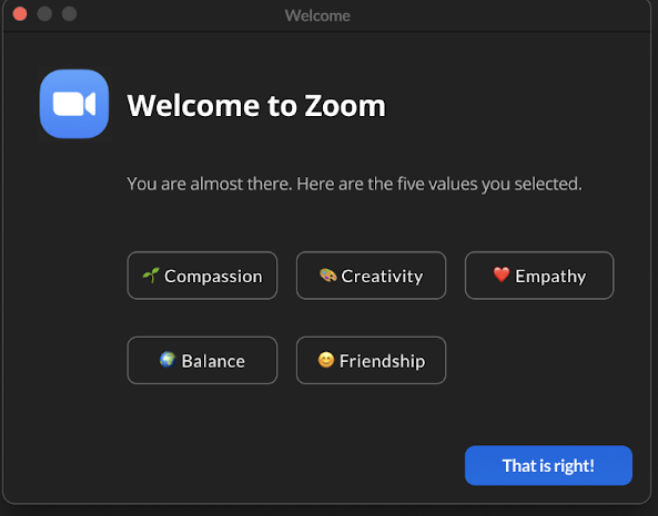 Welcome
Welcome to Zoom
You are almost there. Here are the five values you selected.
🌱 Compassion
🎨 Creativity
❤️ Empathy
🌍 Balance
😊 Friendship
That is right!